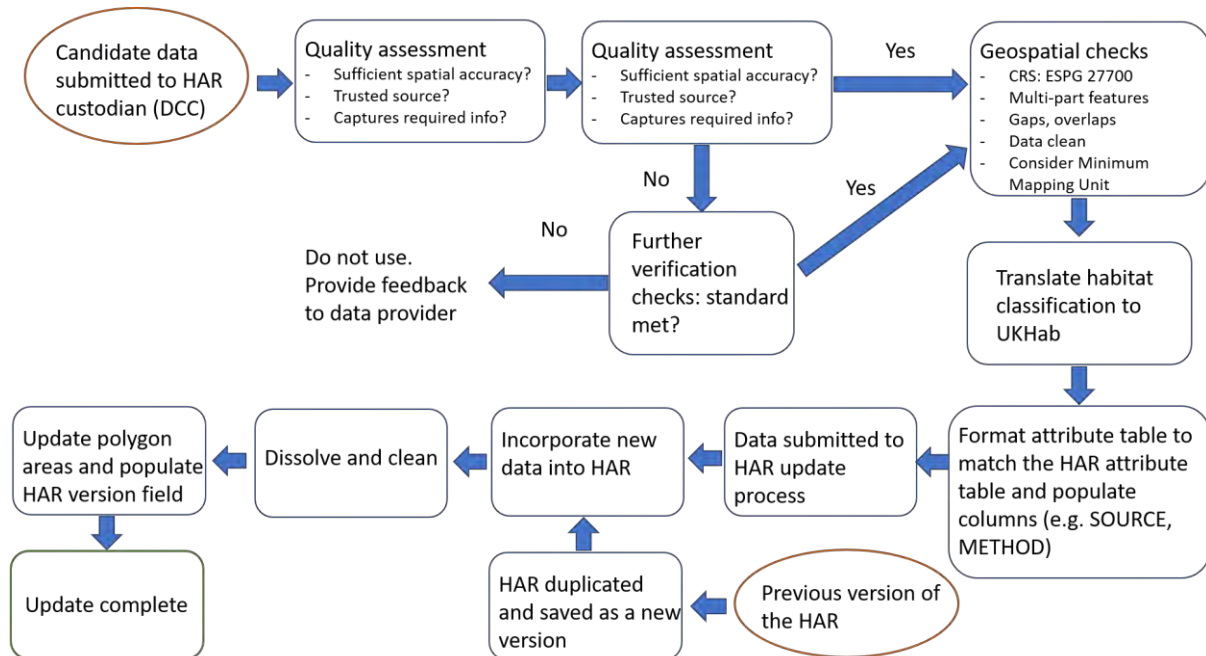 Candidate data
submitted to HAR
custodian (DCC)
Quality assessment
- Sufficient spatial accuracy?
- Trusted source?
- Captures required info?
Quality assessment
- Sufficient spatial accuracy?
- Trusted source?
- Captures required info?
Yes
Geospatial checks
- CRS: ESPG 27700
- Multi-part features
- Gaps, overlaps
- Data clean
- Consider Minimum
Mapping Unit
No
Yes
No
Further
verification
checks: standard
met?
Do not use.
Provide feedback
to data provider
Translate habitat
classification to
UKHab
Format attribute table to
match the HAR attribute
table and populate
columns (e.g. SOURCE,
METHOD)
Data submitted to
HAR update
process
Incorporate new
data into HAR
Dissolve and clean
Update polygon
areas and populate
HAR version field
Update complete
HAR duplicated
and saved as a new
version
Previous version of
the HAR